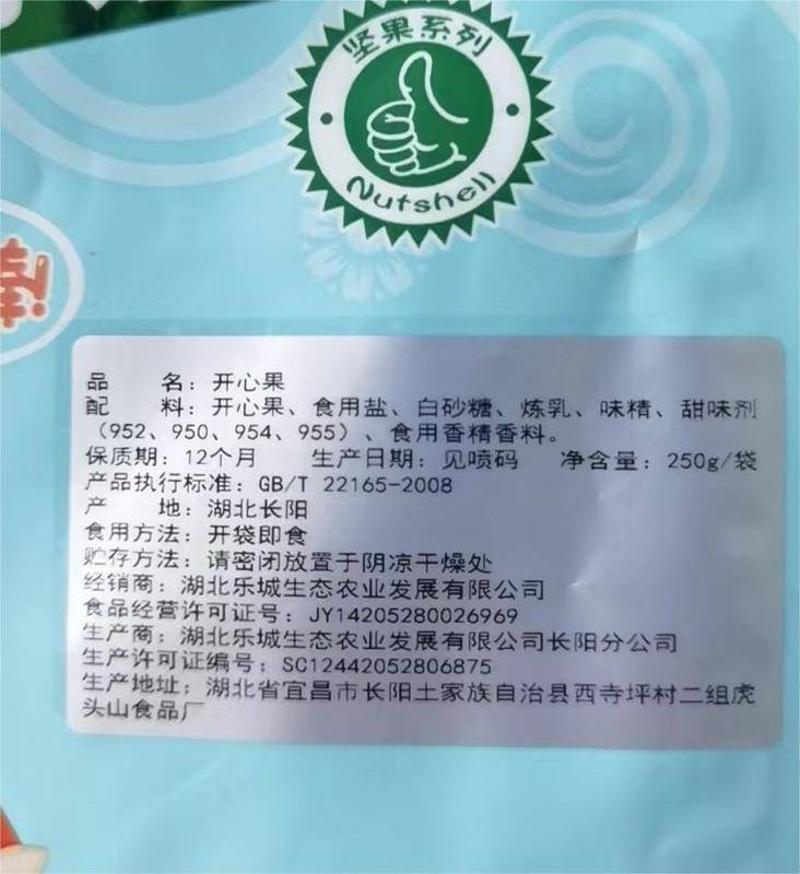 坚果系列
Nutshell
品　　名：开心果
配　　料：开心果、食用盐、白砂糖、炼乳、味精、甜味剂
（952、950、954、955）、食用香精香料。
保质期：12个月　　生产日期：见喷码　　净含量：250g/袋
产品执行标准：GB/T 22165-2008
产　　地：湖北长阳
食用方法：开袋即食
贮存方法：请密闭放置于阴凉干燥处
经销商：湖北乐城生态农业发展有限公司
食品经营许可证号：JY14205280026969
生产商：湖北乐城生态农业发展有限公司长阳分公司
生产许可证编号：SC12442052806875
生产地址：湖北省宜昌市长阳土家族自治县西寺坪村二组虎
头山食品厂